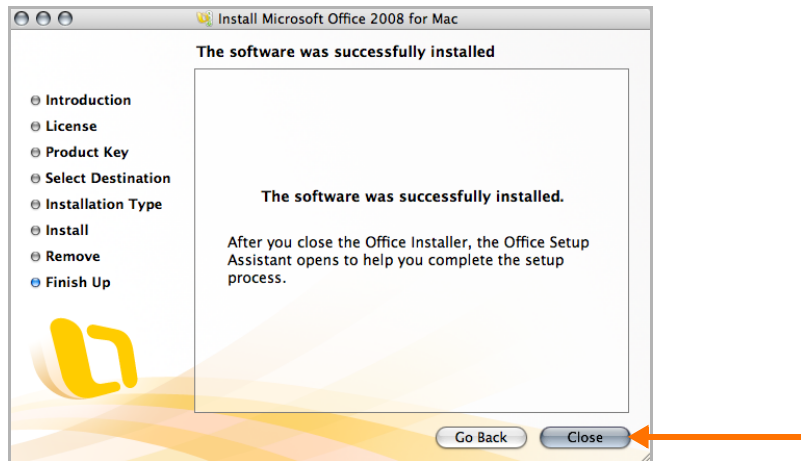 Install Microsoft Office 2008 for Mac
The software was successfully installed
Introduction
License
Product Key
Select Destination
Installation Type
Install
Remove
Finish Up
The software was successfully installed.
After you close the Office Installer, the Office Setup
Assistant opens to help you complete the setup
process.
Go Back
Close